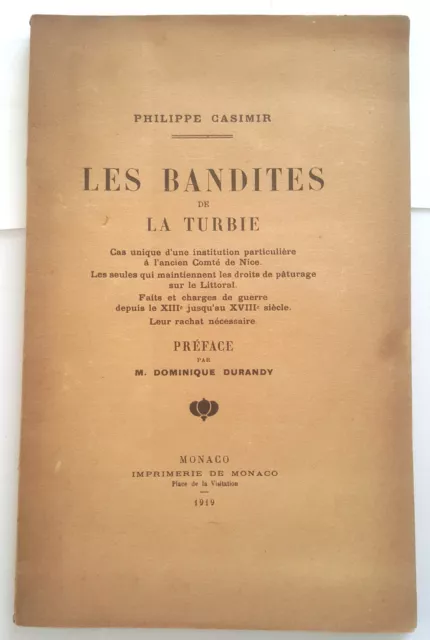 PHILIPPE CASIMIR
LES BANDITES
DE
LA TURBIE
Cas unique d'une institution particulière
à l'ancien Comté de Nice.
Les seules qui maintiennent les droits de pâturage
sur le Littoral.
Faits et charges de guerre
depuis le XIIIe jusqu'au XVIIIe siècle.
Leur rachat nécessaire.
PRÉFACE
PAR
M. DOMINIQUE DURANDY
MONACO
IMPRIMERIE DE MONACO
Place de la Visitation
1919